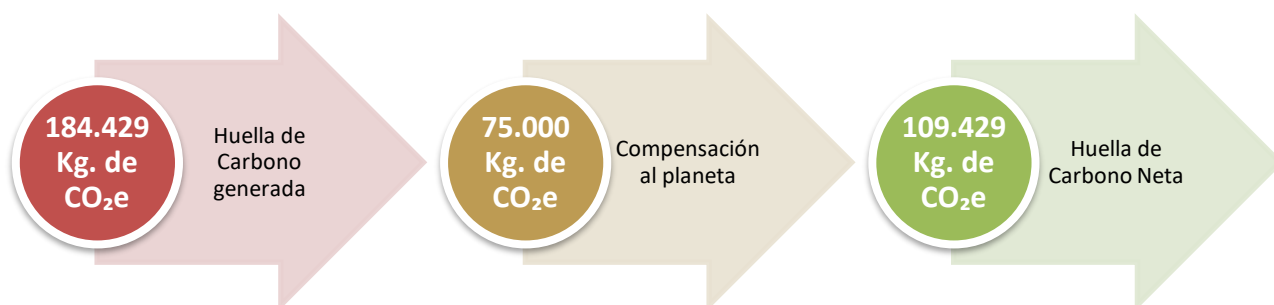 184.429
Kg. de
CO₂e
Huella de
Carbono
generada
75.000
Kg. de
CO₂e
Compensación
al planeta
109.429
Kg. de
CO₂e
Huella de
Carbono Neta